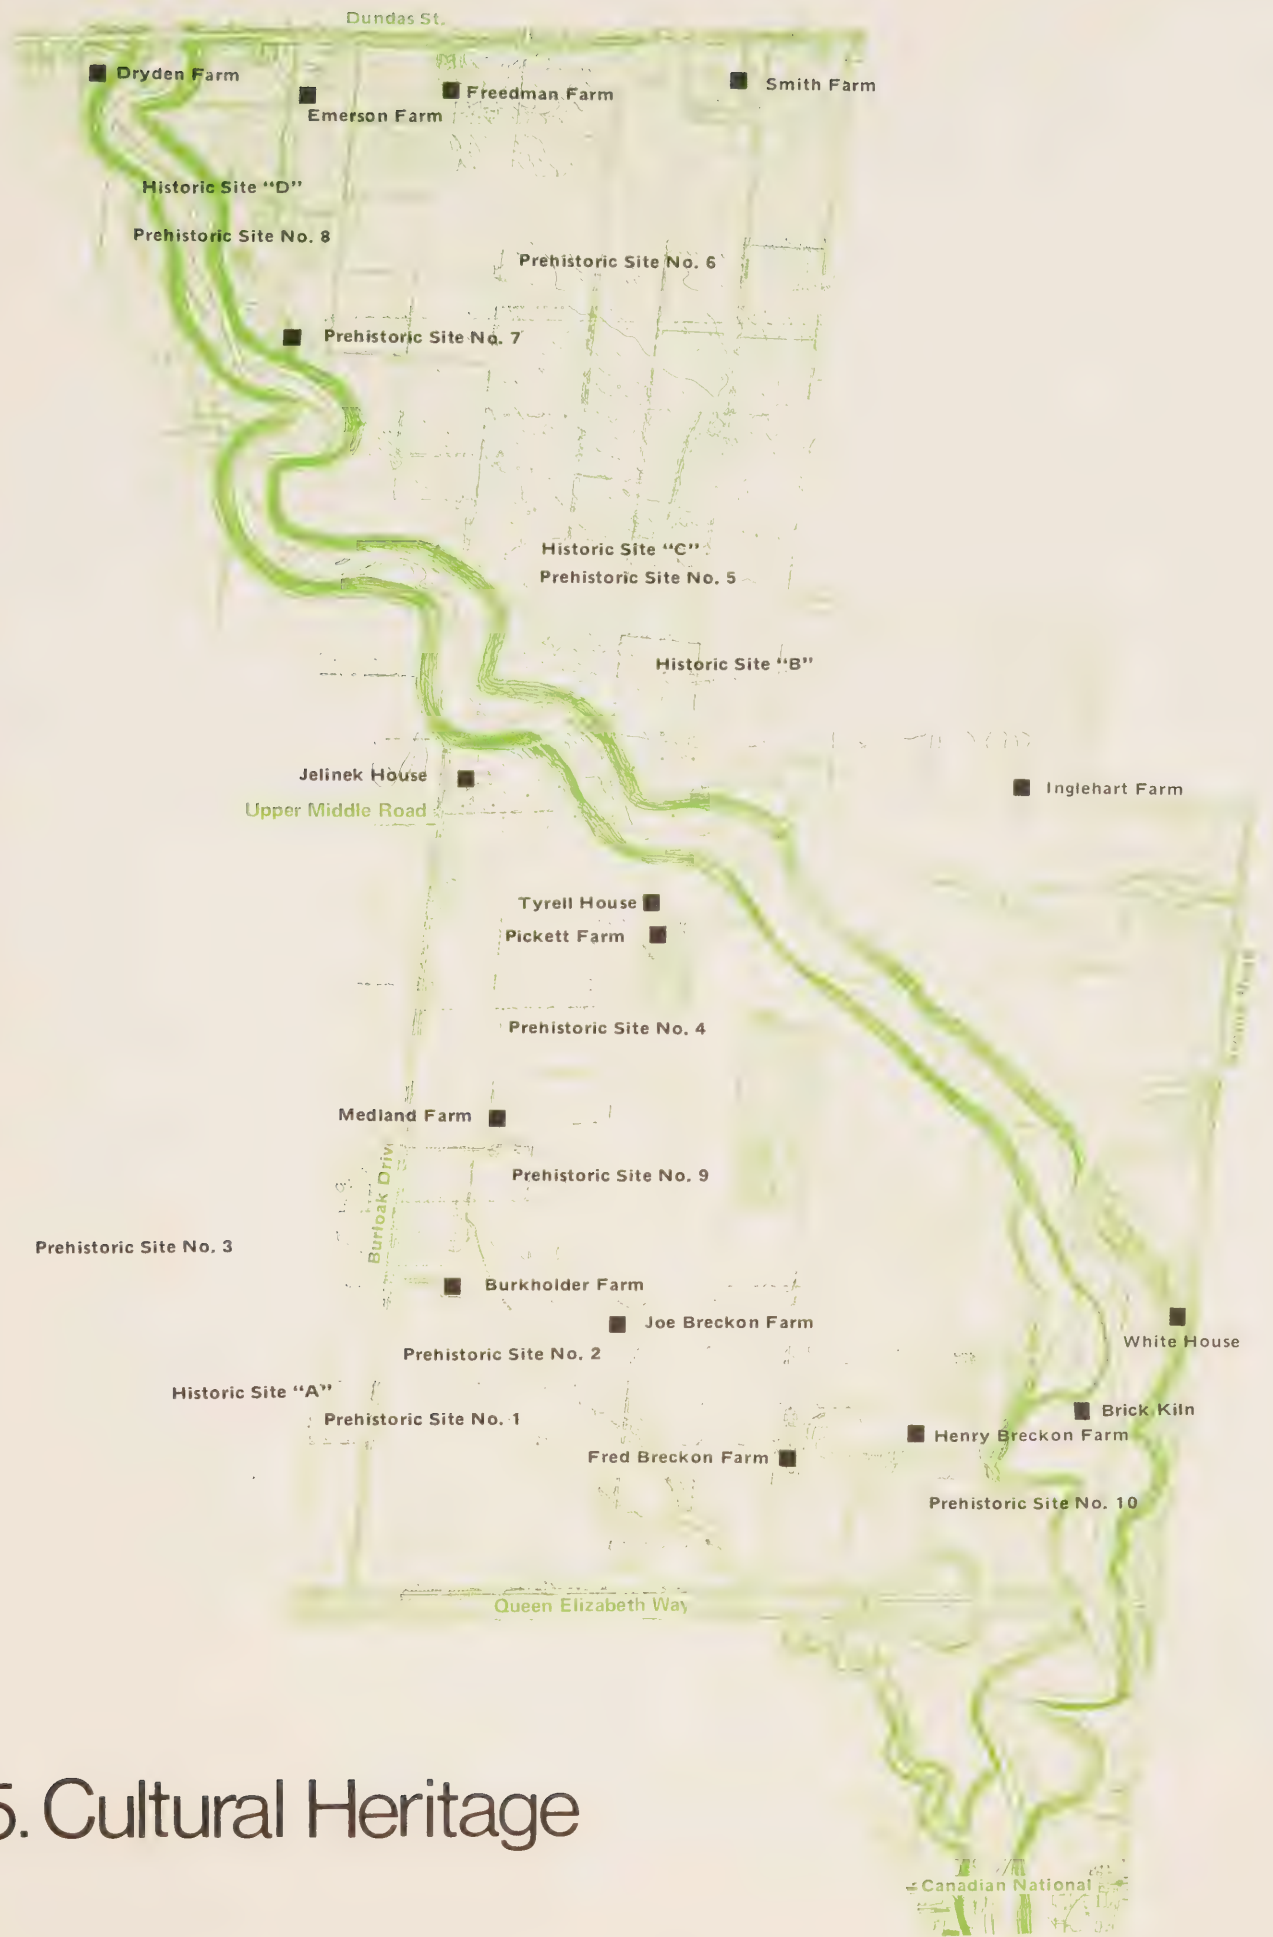 Dundas St.
Dryden Farm
Smith Farm
Freedman Farm
Emerson Farm
Historic Site “D”
Prehistoric Site No. 8
Prehistoric Site No. 6
Prehistoric Site No. 7
Historic Site “C”
Prehistoric Site No. 5
Historic Site “B”
Jelinek House
Inglehart Farm
Upper Middle Road
Tyrell House
Pickett Farm
Prehistoric Site No. 4
Medland Farm
Prehistoric Site No. 9
Burloak Driv
Prehistoric Site No. 3
Burkholder Farm
Joe Breckon Farm
White House
Prehistoric Site No. 2
Historic Site “A”
Brick Kiln
Prehistoric Site No. 1
Henry Breckon Farm
Fred Breckon Farm
Prehistoric Site No. 10
Queen Elizabeth Way
5. Cultural Heritage
Canadian National